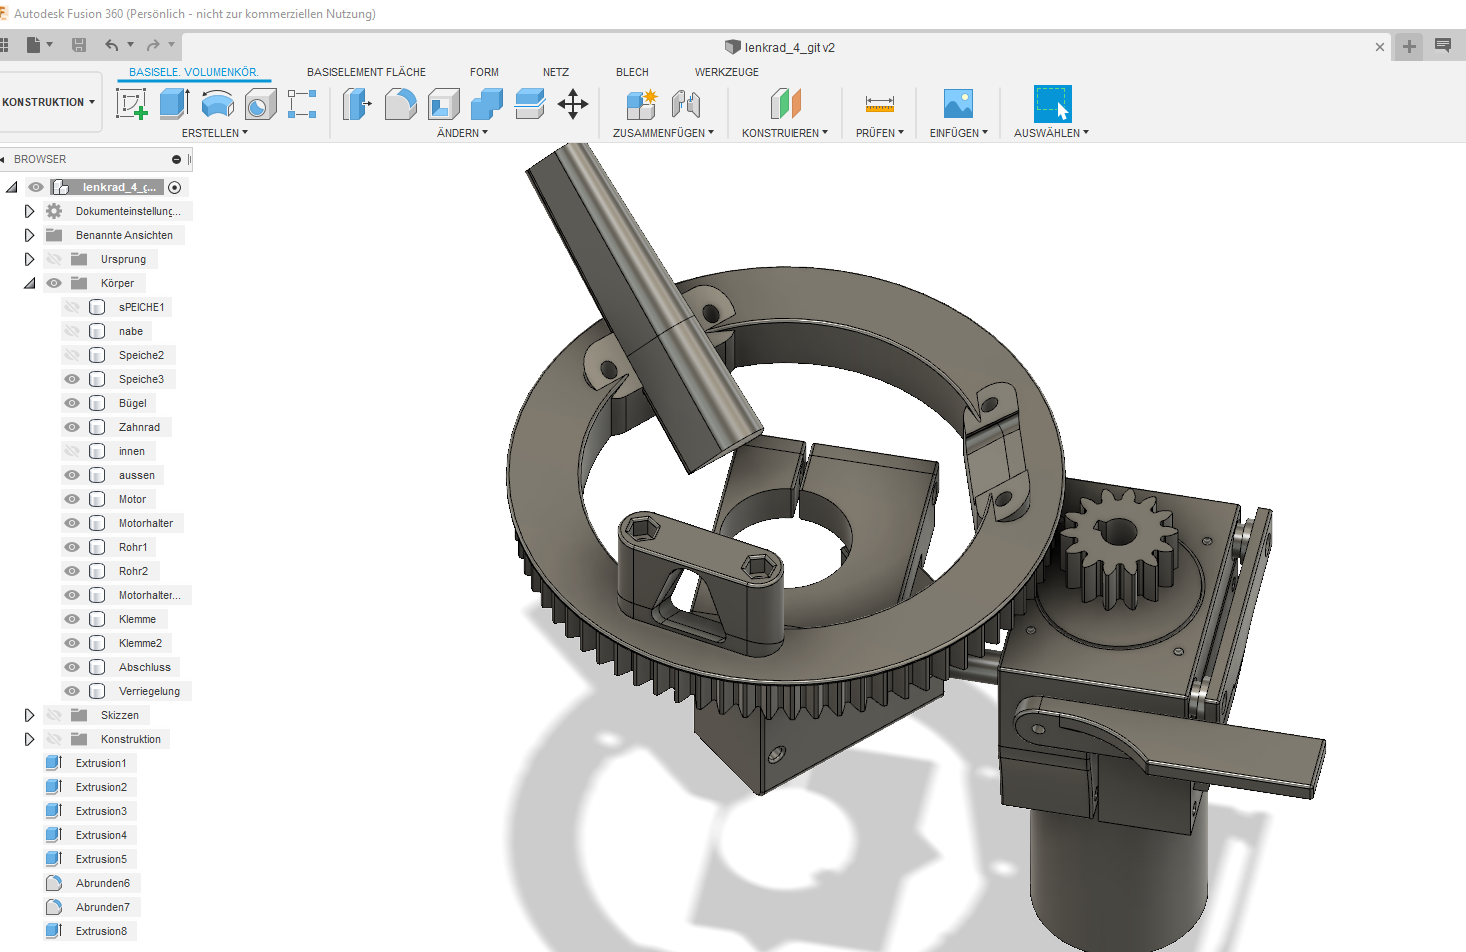 Autodesk Fusion 360 (Persönlich - nicht zur kommerziellen Nutzung)
lenkrad_4_git v2
BASISELE. VOLUMENKÖR.
BASISELEMENT FLÄCHE
FORM
NETZ
BLECH
WERKZEUGE
KONSTRUKTION
ERSTELLEN
ÄNDERN
ZUSAMMENFÜGEN
KONSTRUIEREN
PRÜFEN
EINFÜGEN
AUSWÄHLEN
BROWSER
lenkrad_4_g...
Dokumenteinstellung...
Benannte Ansichten
Ursprung
Körper
sPEICHE1
nabe
Speiche2
Speiche3
Bügel
Zahnrad
innen
aussen
Motor
Motorhalter
Rohr1
Rohr2
Motorhalter...
Klemme
Klemme2
Abschluss
Verriegelung
Skizzen
Konstruktion
Extrusion1
Extrusion2
Extrusion3
Extrusion4
Extrusion5
Abrunden6
Abrunden7
Extrusion8